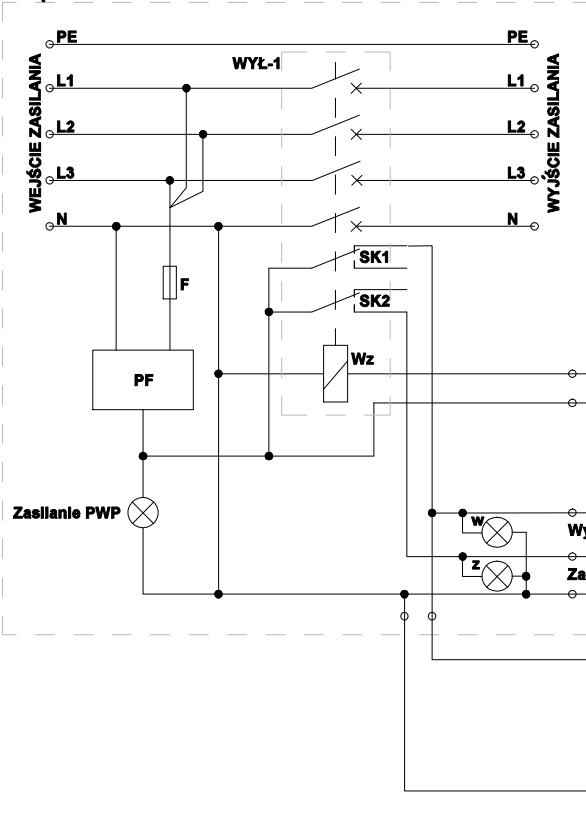 PE PE
WYŁ-1
L1 L1
L2 L2
L3 L3
N N
WEJŚCIE ZASILANIA
WYJŚCIE ZASILANIA
SK1
F
SK2
Wz
PF
Zasilanie PWP
w
z